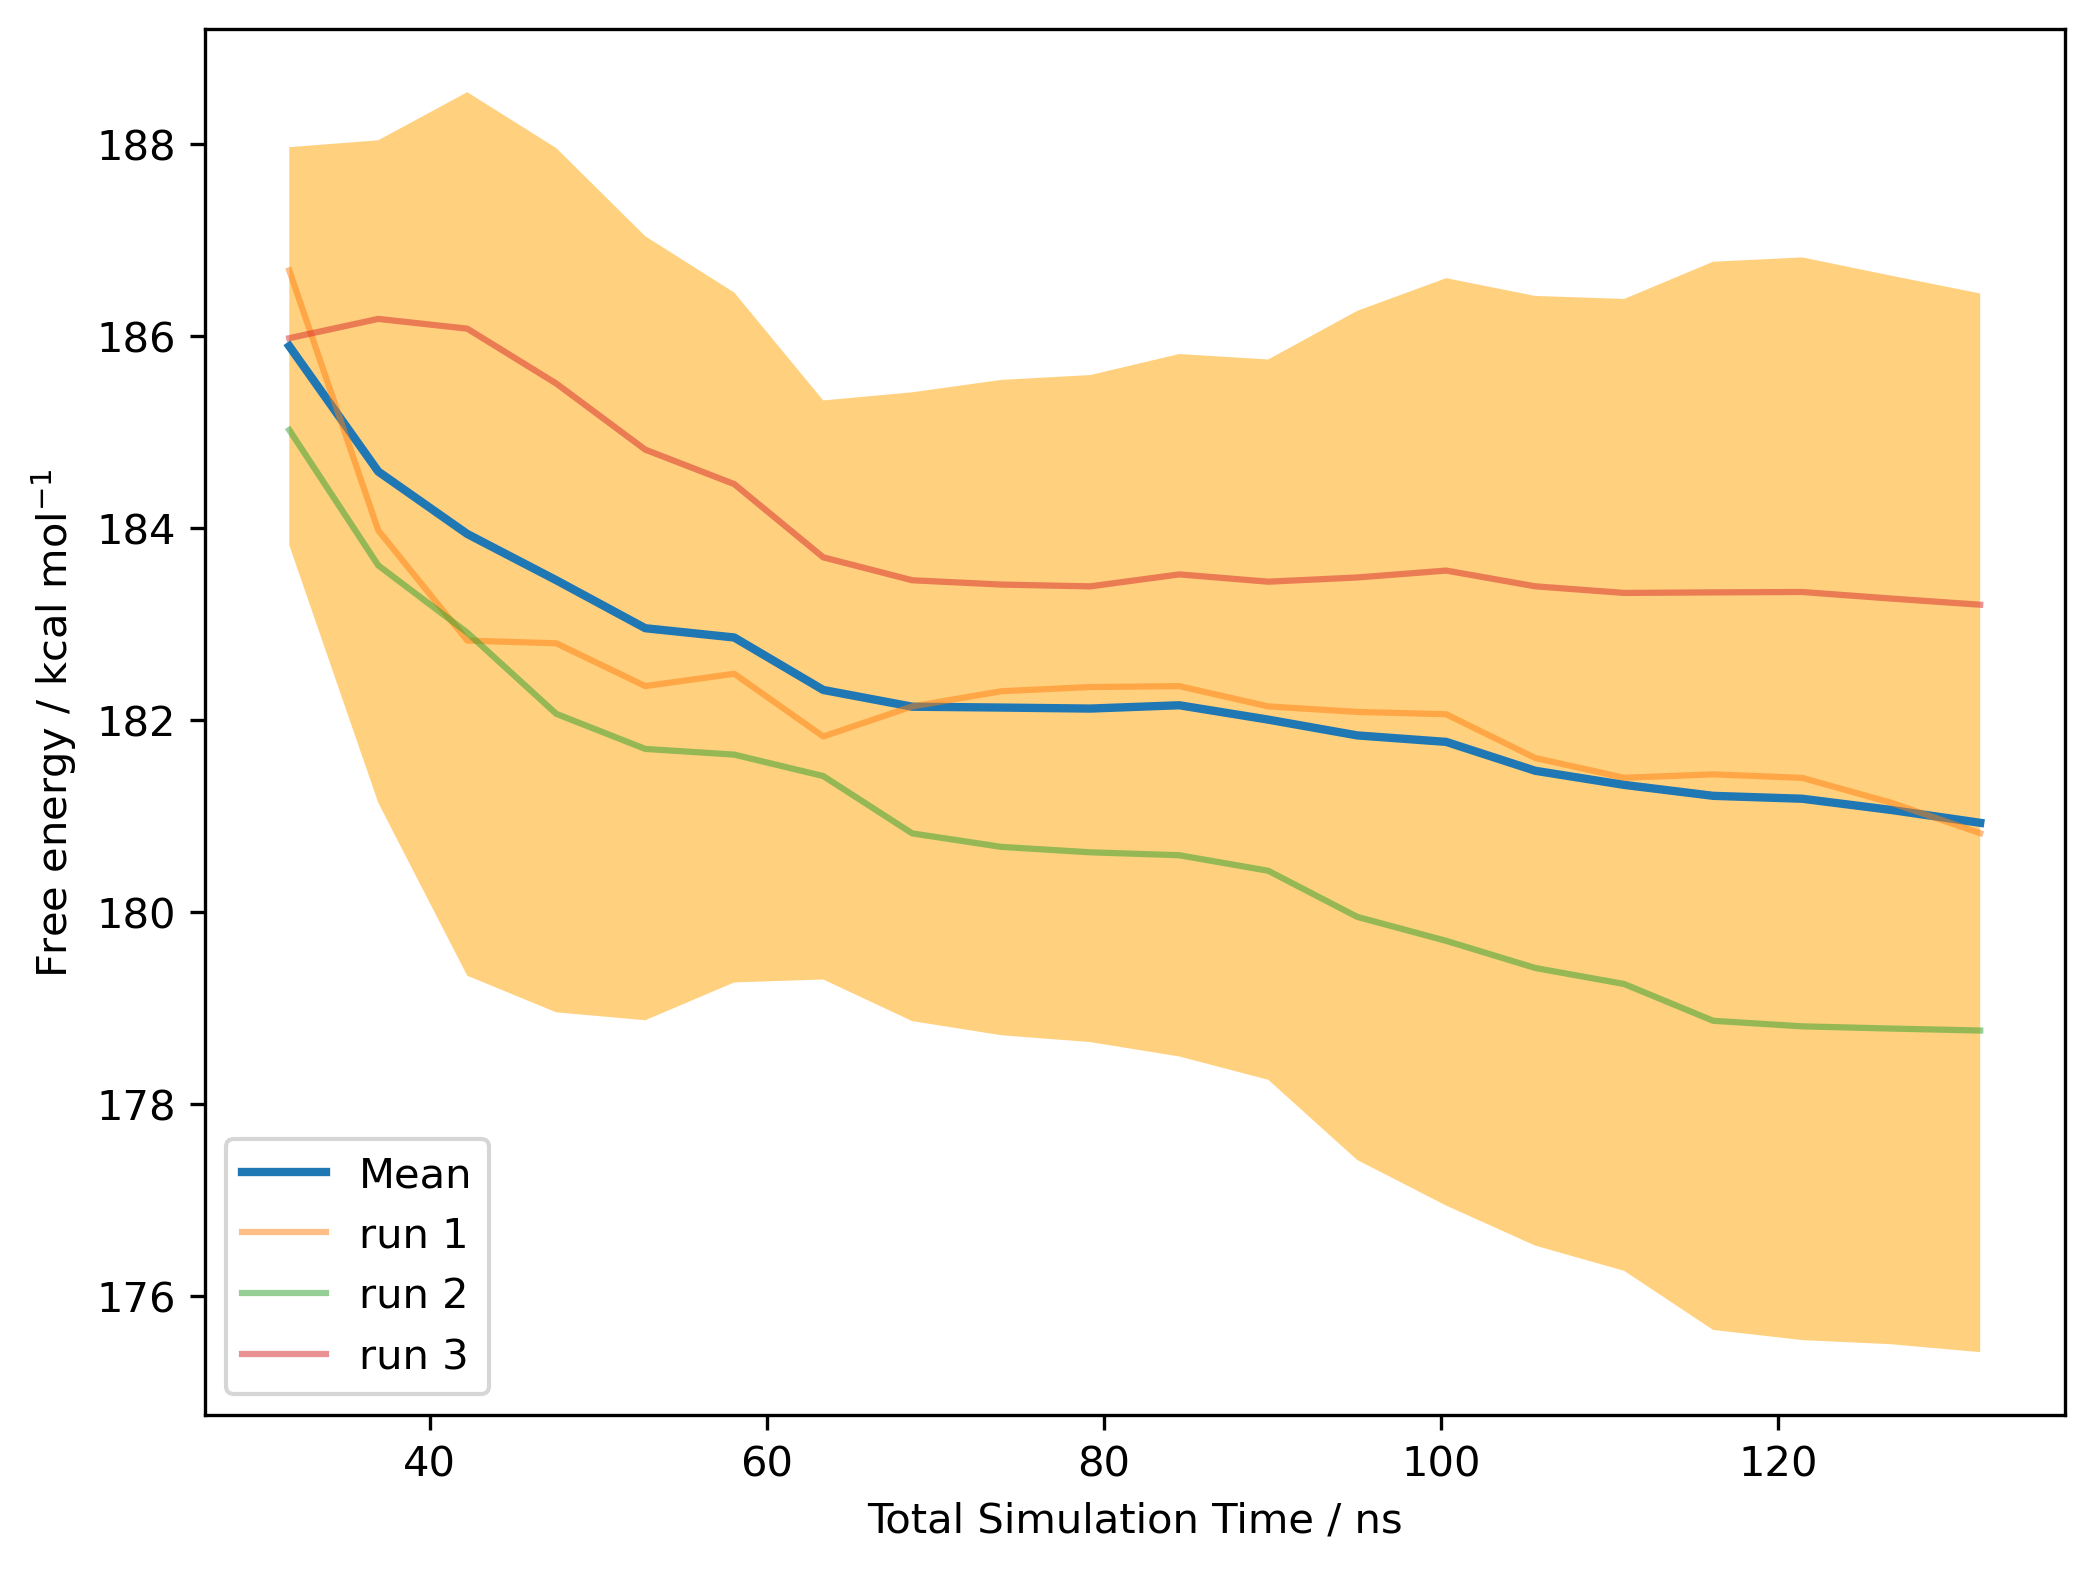 188
186
184
182
180
178
176
Free energy / kcal mol⁻¹
Mean
run 1
run 2
run 3
40 60 80 100 120
Total Simulation Time / ns